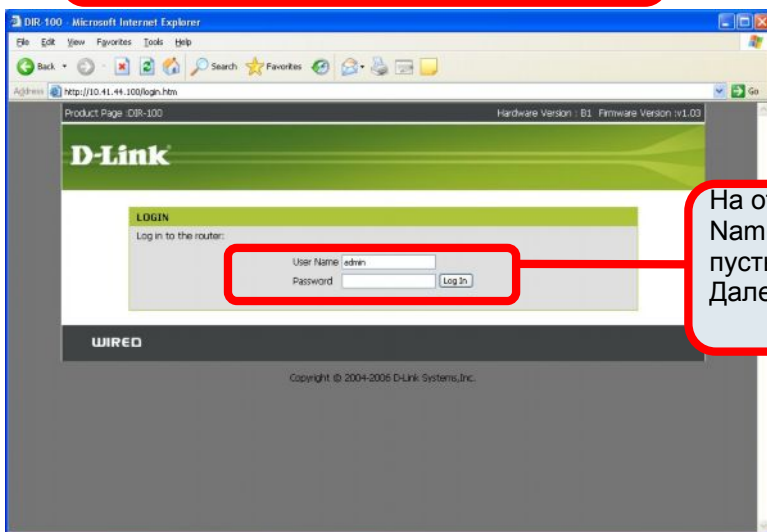 DIR-100 - Microsoft Internet Explorer
File Edit View Favorites Tools Help
Back Search Favorites
Address http://10.41.44.100/login.htm Go
Product Page :DIR-100 Hardware Version : B1 Firmware Version :v1.03
D-Link
LOGIN
Log in to the router:
User Name admin
Password Log In
WIRED
Copyright © 2004-2006 D-Link Systems,Inc.
На о
Nam
пуст
Дале